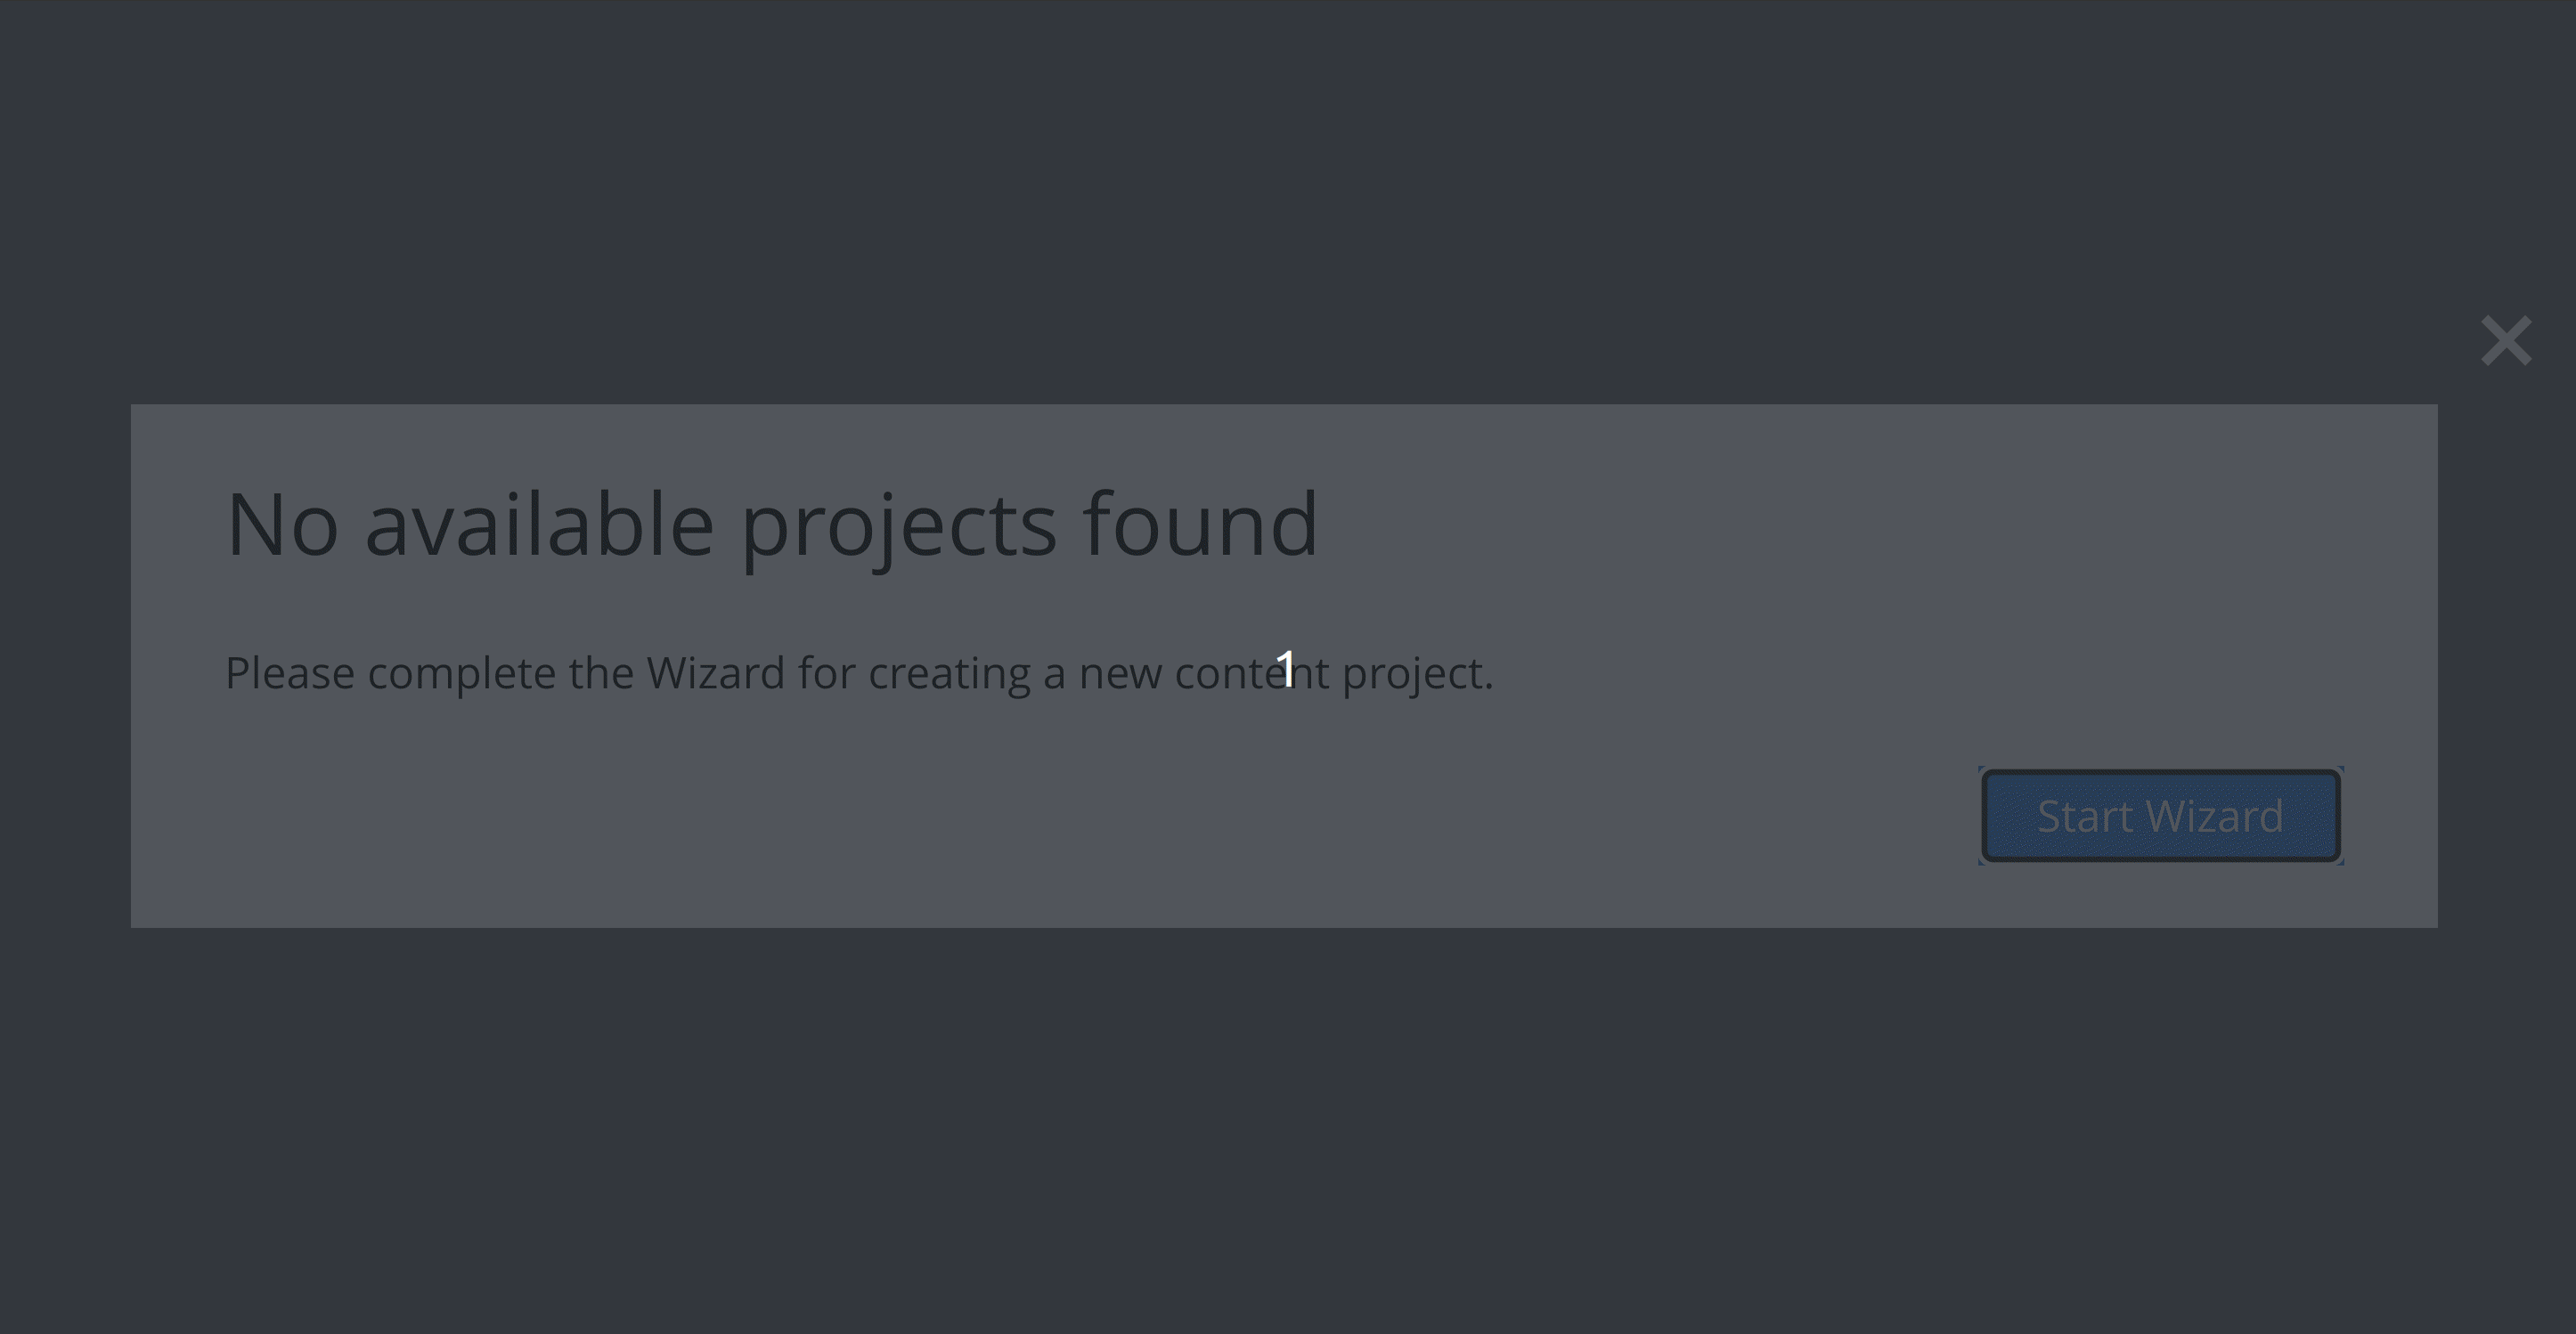 No available projects found
Please complete the Wizard for creating a new content project.
1
Start Wizard